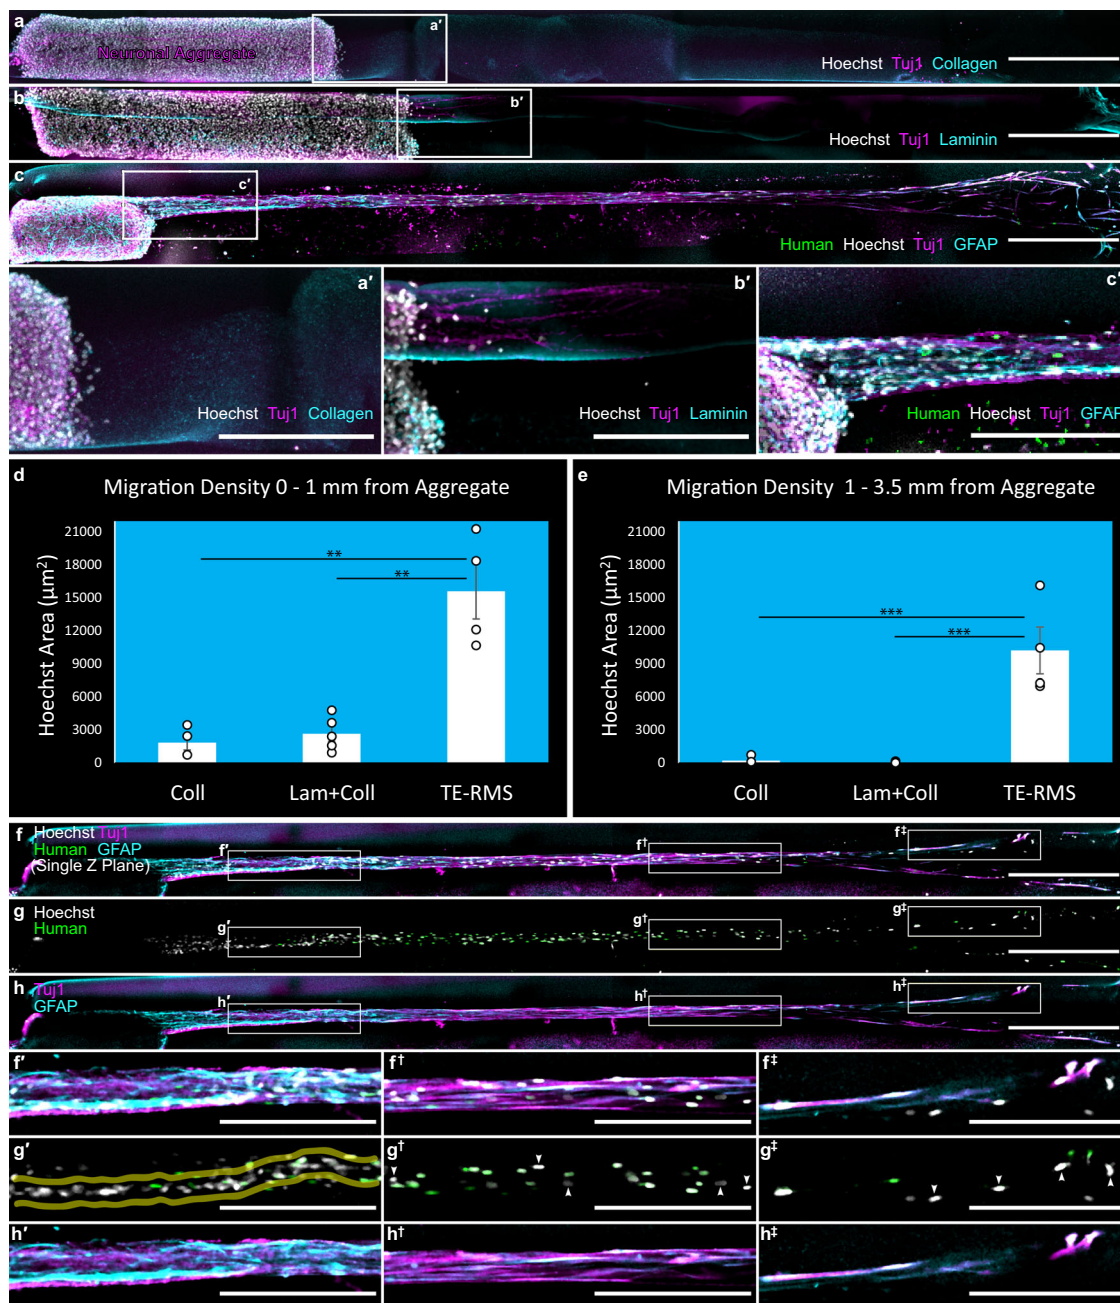 a
Neuronal Aggregate
a′
Hoechst Tuj1 Collagen
b
b′
Hoechst Tuj1 Laminin
c
c′
Human Hoechst Tuj1 GFAP
a′
Hoechst Tuj1 Collagen
b′
Hoechst Tuj1 Laminin
c′
Human Hoechst Tuj1 GFAP
d
Migration Density 0 - 1 mm from Aggregate
Hoechst Area (µm²)
21000
18000
15000
12000
9000
6000
3000
0
**
**
Coll Lam+Coll TE-RMS
e
Migration Density 1 - 3.5 mm from Aggregate
Hoechst Area (µm²)
21000
18000
15000
12000
9000
6000
3000
0
***
***
Coll Lam+Coll TE-RMS
f
Hoechst Tuj1
Human GFAP
(Single Z Plane)
f′
f†
f‡
g
Hoechst
Human
g′
g†
g‡
h
Tuj1
GFAP
h′
h†
h‡
f′
f†
f‡
g′
g†
g‡
h′
h†
h‡